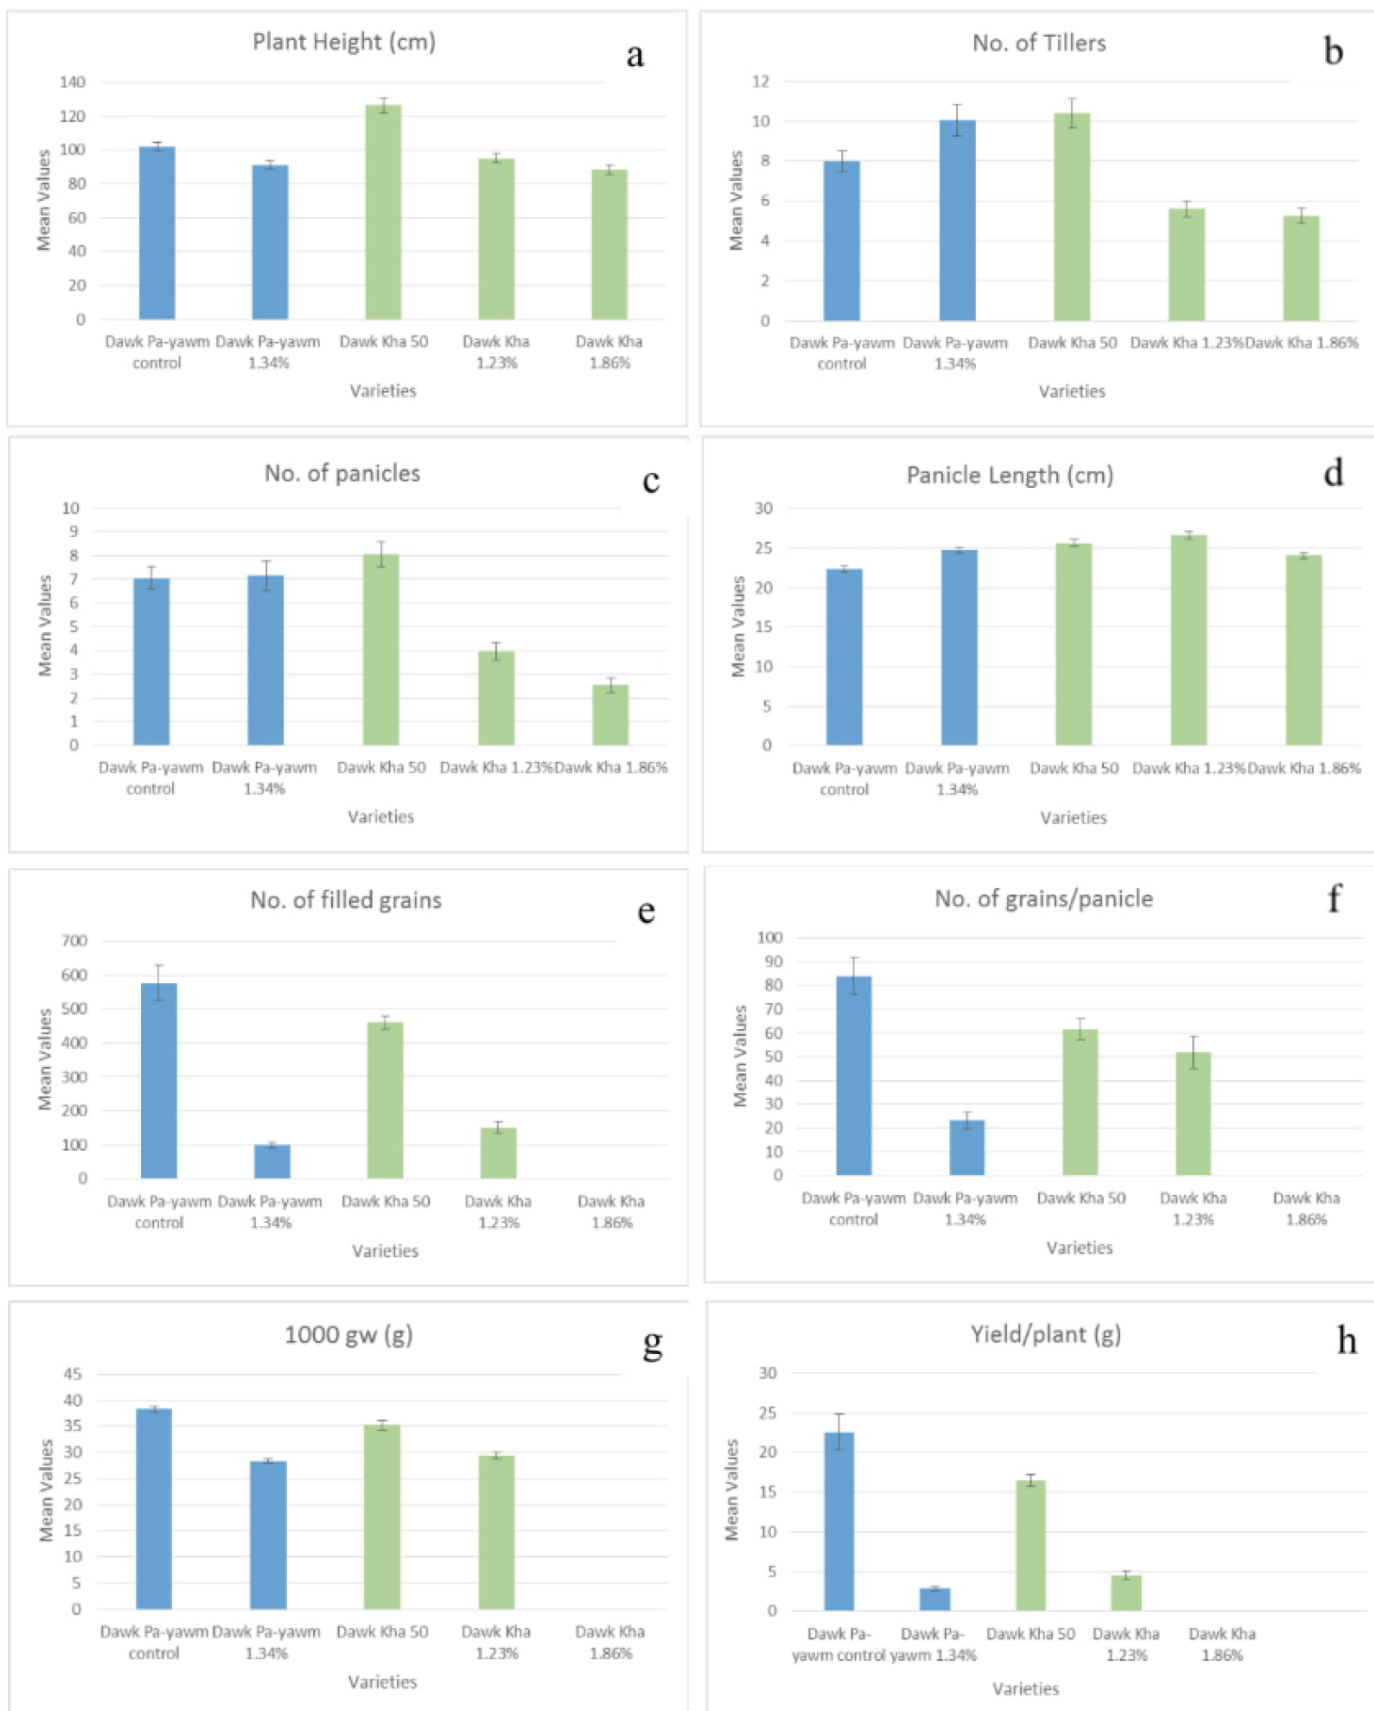 Plant Height (cm)
a
140
120
100
80
60
40
20
0
Mean Values
Dawk Pa-yawm Dawk Pa-yawm Dawk Kha 50 Dawk Kha Dawk Kha
control 1.34% 1.23% 1.86%
Varieties
No. of Tillers
b
12
10
8
6
4
2
0
Mean Values
Dawk Pa-yawm Dawk Pa-yawm Dawk Kha 50 Dawk Kha 1.23% Dawk Kha 1.86%
control 1.34%
Varieties
No. of panicles
c
10
9
8
7
6
5
4
3
2
1
0
Mean Values
Dawk Pa-yawm Dawk Pa-yawm Dawk Kha 50 Dawk Kha 1.23% Dawk Kha 1.86%
control 1.34%
Varieties
Panicle Length (cm)
d
30
25
20
15
10
5
0
Mean Values
Dawk Pa-yawm Dawk Pa-yawm Dawk Kha 50 Dawk Kha 1.23% Dawk Kha 1.86%
control 1.34%
Varieties
No. of filled grains
e
700
600
500
400
300
200
100
0
Mean Values
Dawk Pa-yawm Dawk Pa-yawm Dawk Kha 50 Dawk Kha Dawk Kha
control 1.34% 1.23% 1.86%
Varieties
No. of grains/panicle
f
100
90
80
70
60
50
40
30
20
10
0
Mean Values
Dawk Pa-yawm Dawk Pa-yawm Dawk Kha 50 Dawk Kha Dawk Kha
control 1.34% 1.23% 1.86%
Varieties
1000 gw (g)
g
45
40
35
30
25
20
15
10
5
0
Mean Values
Dawk Pa-yawm Dawk Pa-yawm Dawk Kha 50 Dawk Kha Dawk Kha
control 1.34% 1.23% 1.86%
Varieties
Yield/plant (g)
h
30
25
20
15
10
5
0
Mean Values
Dawk Pa- Dawk Pa- Dawk Kha 50 Dawk Kha Dawk Kha
yawm control yawm 1.34% 1.23% 1.86%
Varieties